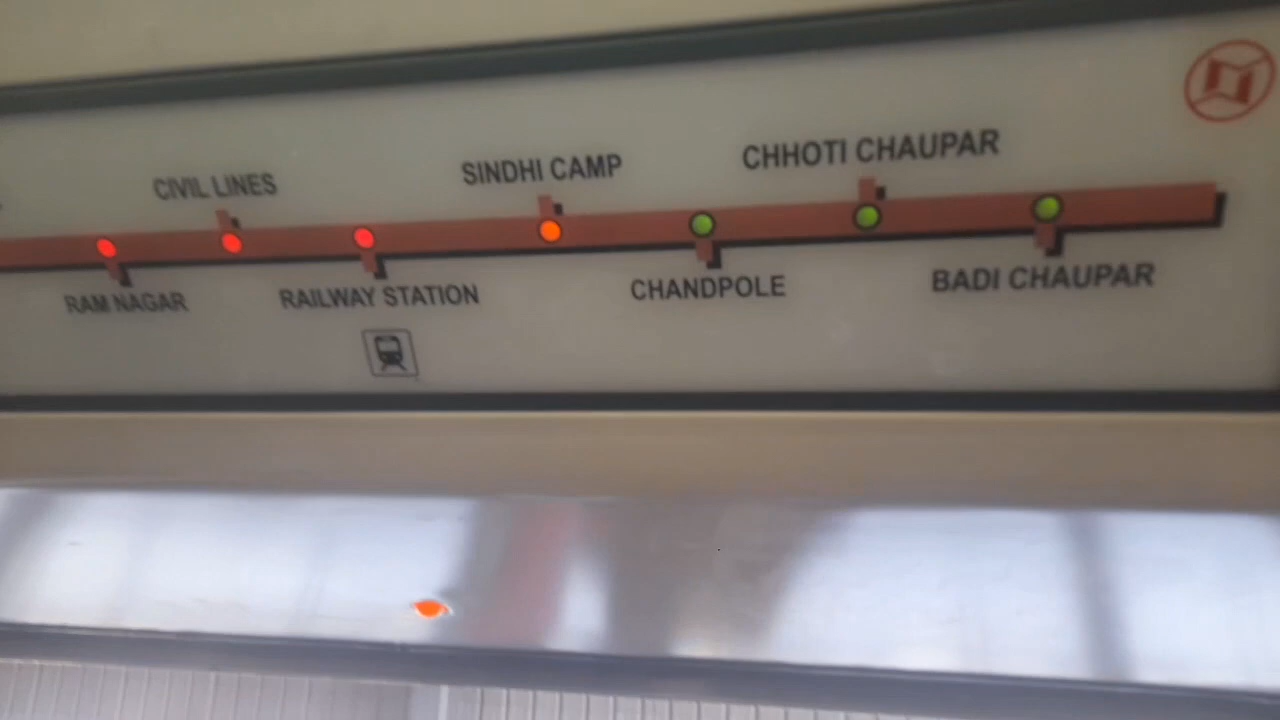 CIVIL LINES
SINDHI CAMP
CHHOTI CHAUPAR
RAM NAGAR
RAILWAY STATION
CHANDPOLE
BADI CHAUPAR